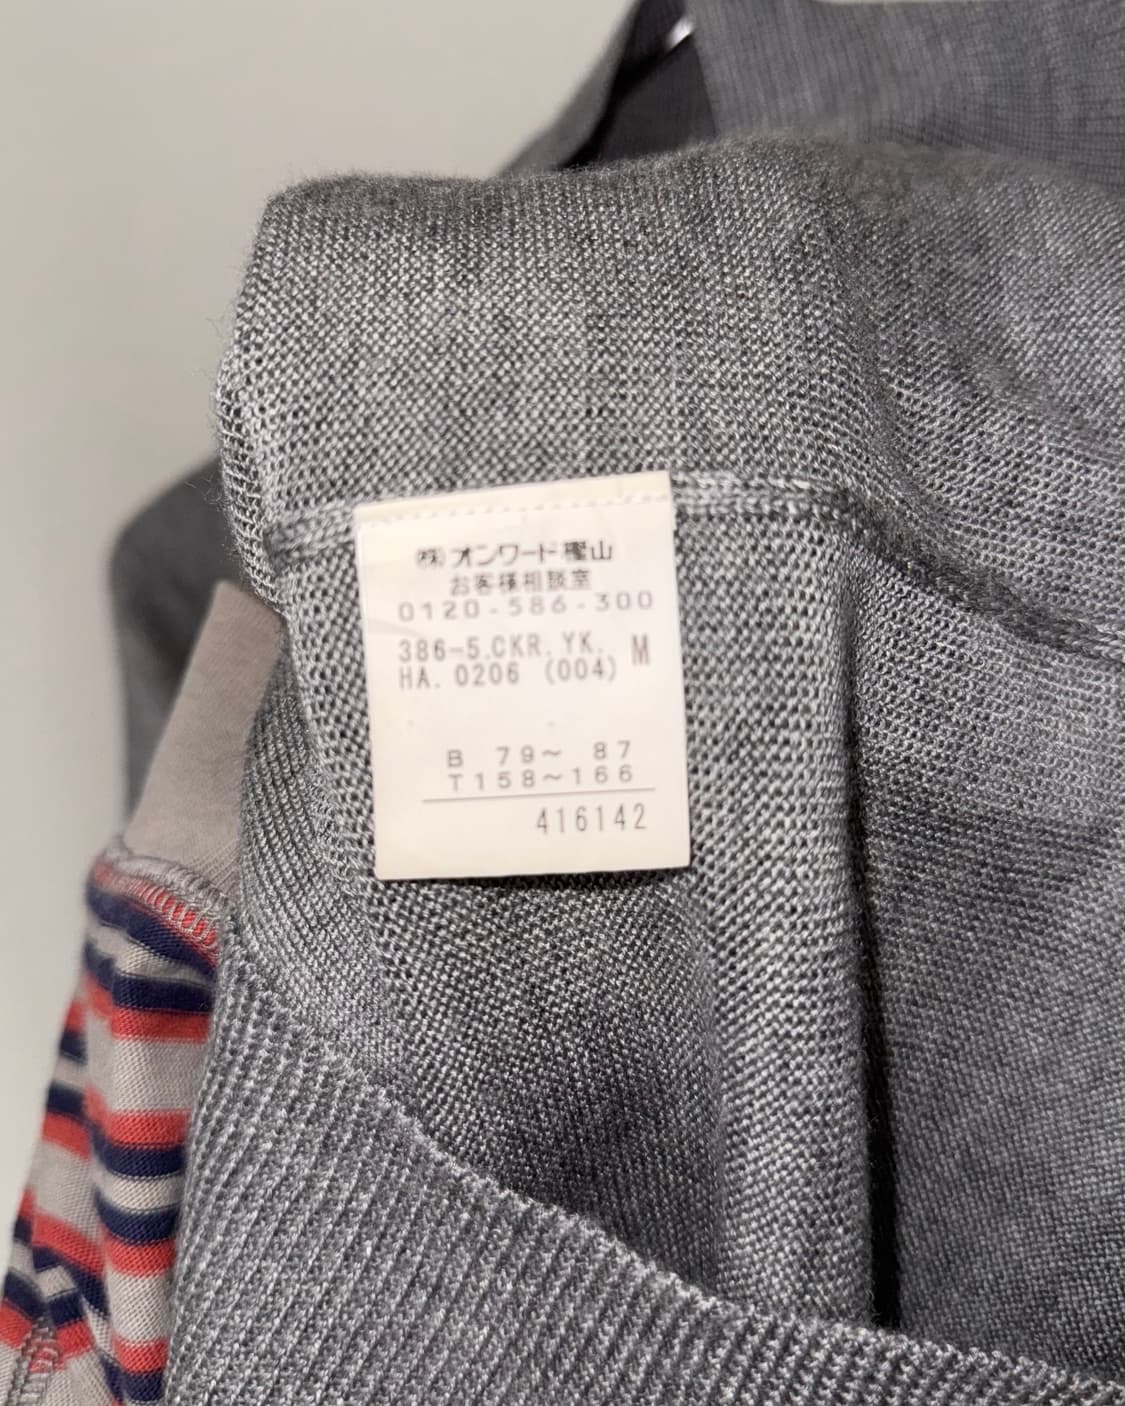 ㈱オンワード樫山
お客様相談室
0120-586-300
386-5.CKR.YK. M
HA.0206 (004)
B 79～ 87
T158～166
416142